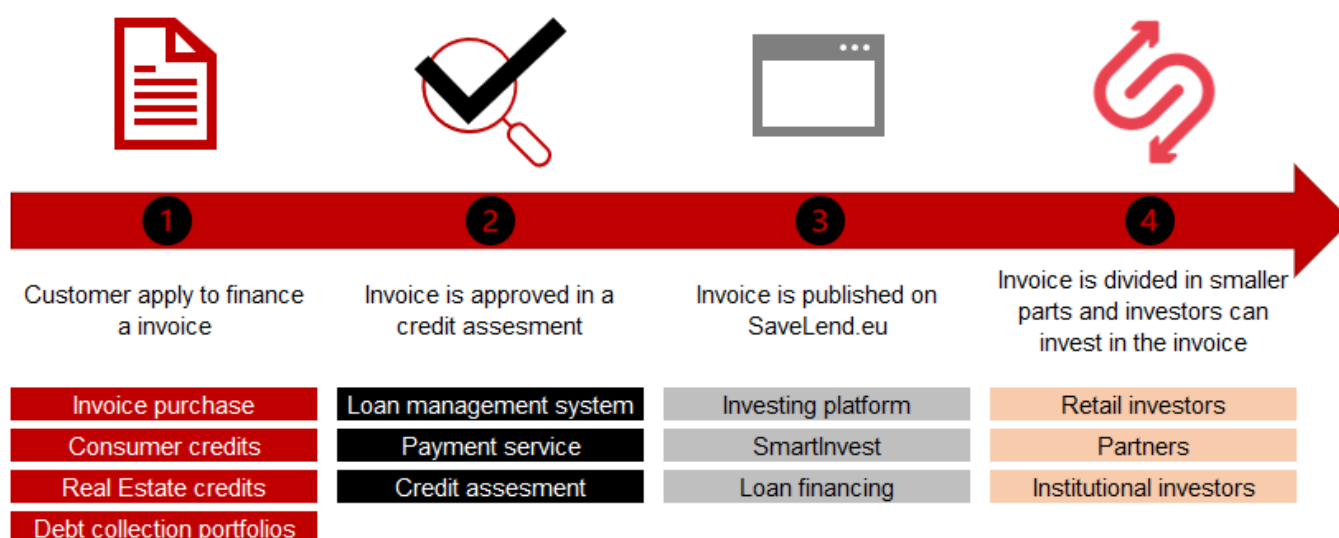 1
2
3
4
Customer apply to finance
a invoice
Invoice is approved in a
credit assesment
Invoice is published on
SaveLend.eu
Invoice is divided in smaller
parts and investors can
invest in the invoice
Invoice purchase
Consumer credits
Real Estate credits
Debt collection portfolios
Loan management system
Payment service
Credit assesment
Investing platform
SmartInvest
Loan financing
Retail investors
Partners
Institutional investors